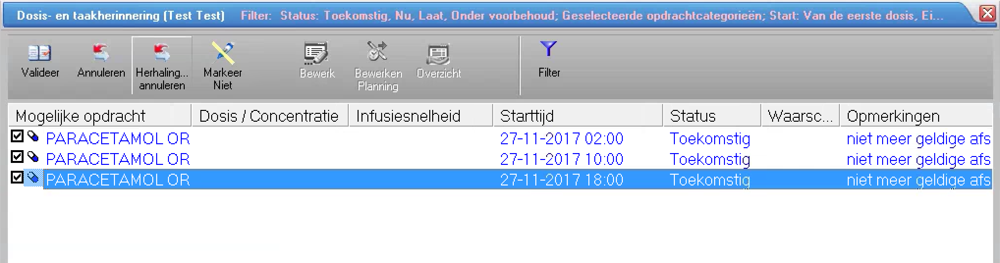 Dosis- en taakherinnering (Test Test) Filter: Status: Toekomstig, Nu, Laat, Onder voorbehoud; Geselecteerde opdrachtcategorieën; Start: Van de eerste dosis, Ei...
Valideer Annuleren Herhaling... annuleren Markeer Niet Bewerk Bewerken Planning Overzicht Filter
Mogelijke opdracht Dosis / Concentratie Infusiesnelheid Starttijd Status Waarsc... Opmerkingen
PARACETAMOL OR 27-11-2017 02:00 Toekomstig niet meer geldige afs
PARACETAMOL OR 27-11-2017 10:00 Toekomstig niet meer geldige afs
PARACETAMOL OR 27-11-2017 18:00 Toekomstig niet meer geldige afs